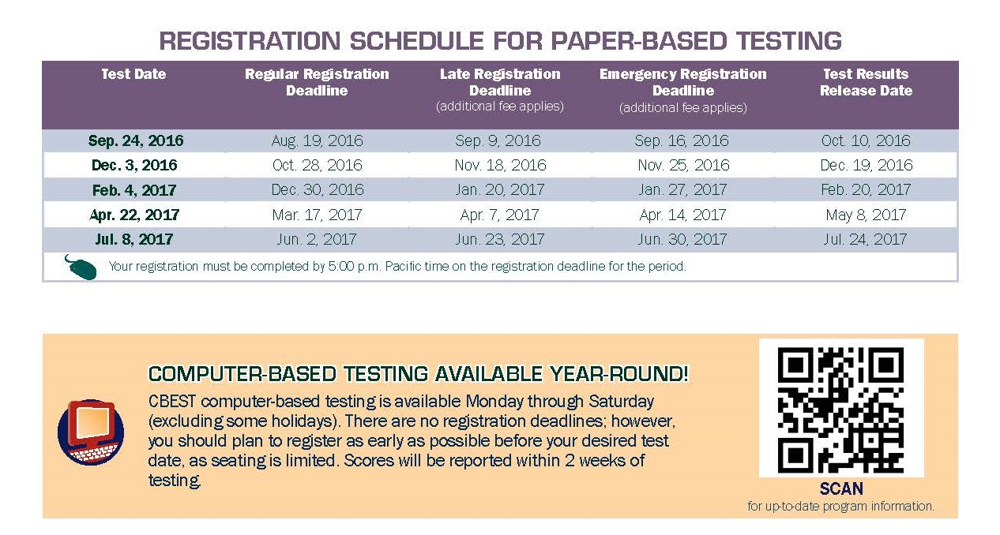 REGISTRATION SCHEDULE FOR PAPER-BASED TESTING
Test Date Regular Registration Deadline Late Registration Deadline (additional fee applies) Emergency Registration Deadline (additional fee applies) Test Results Release Date
Sep. 24, 2016 Aug. 19, 2016 Sep. 9, 2016 Sep. 16, 2016 Oct. 10, 2016
Dec. 3, 2016 Oct. 28, 2016 Nov. 18, 2016 Nov. 25, 2016 Dec. 19, 2016
Feb. 4, 2017 Dec. 30, 2016 Jan. 20, 2017 Jan. 27, 2017 Feb. 20, 2017
Apr. 22, 2017 Mar. 17, 2017 Apr. 7, 2017 Apr. 14, 2017 May 8, 2017
Jul. 8, 2017 Jun. 2, 2017 Jun. 23, 2017 Jun. 30, 2017 Jul. 24, 2017
Your registration must be completed by 5:00 p.m. Pacific time on the registration deadline for the period.
COMPUTER-BASED TESTING AVAILABLE YEAR-ROUND!
CBEST computer-based testing is available Monday through Saturday
(excluding some holidays). There are no registration deadlines; however,
you should plan to register as early as possible before your desired test
date, as seating is limited. Scores will be reported within 2 weeks of
testing.
SCAN
for up-to-date program information.